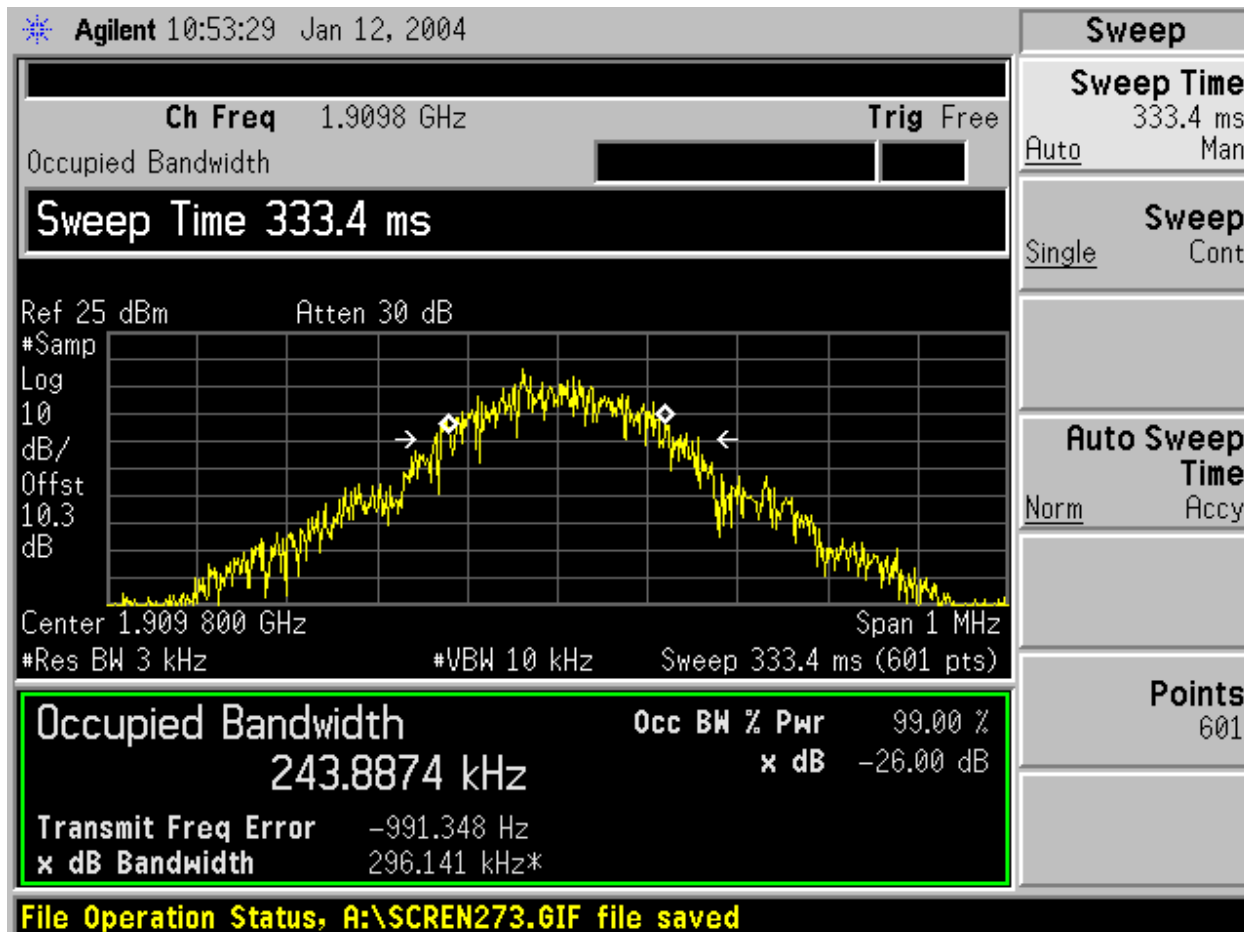 Agilent 10:53:29 Jan 12, 2004
Sweep
Ch Freq 1.9098 GHz Trig Free
Occupied Bandwidth
Sweep Time 333.4 ms
Ref 25 dBm Atten 30 dB
#Samp
Log
10
dB/
Offst
10.3
dB
Center 1.909 800 GHz Span 1 MHz
#Res BW 3 kHz #VBW 10 kHz Sweep 333.4 ms (601 pts)
Occupied Bandwidth
243.8874 kHz
Occ BW % Pwr 99.00 %
x dB -26.00 dB
Transmit Freq Error -991.348 Hz
x dB Bandwidth 296.141 kHz*
File Operation Status, A:\SCREN273.GIF file saved
Sweep Time
333.4 ms
Auto Man
Sweep
Single Cont
Auto Sweep
Time
Norm Accy
Points
601